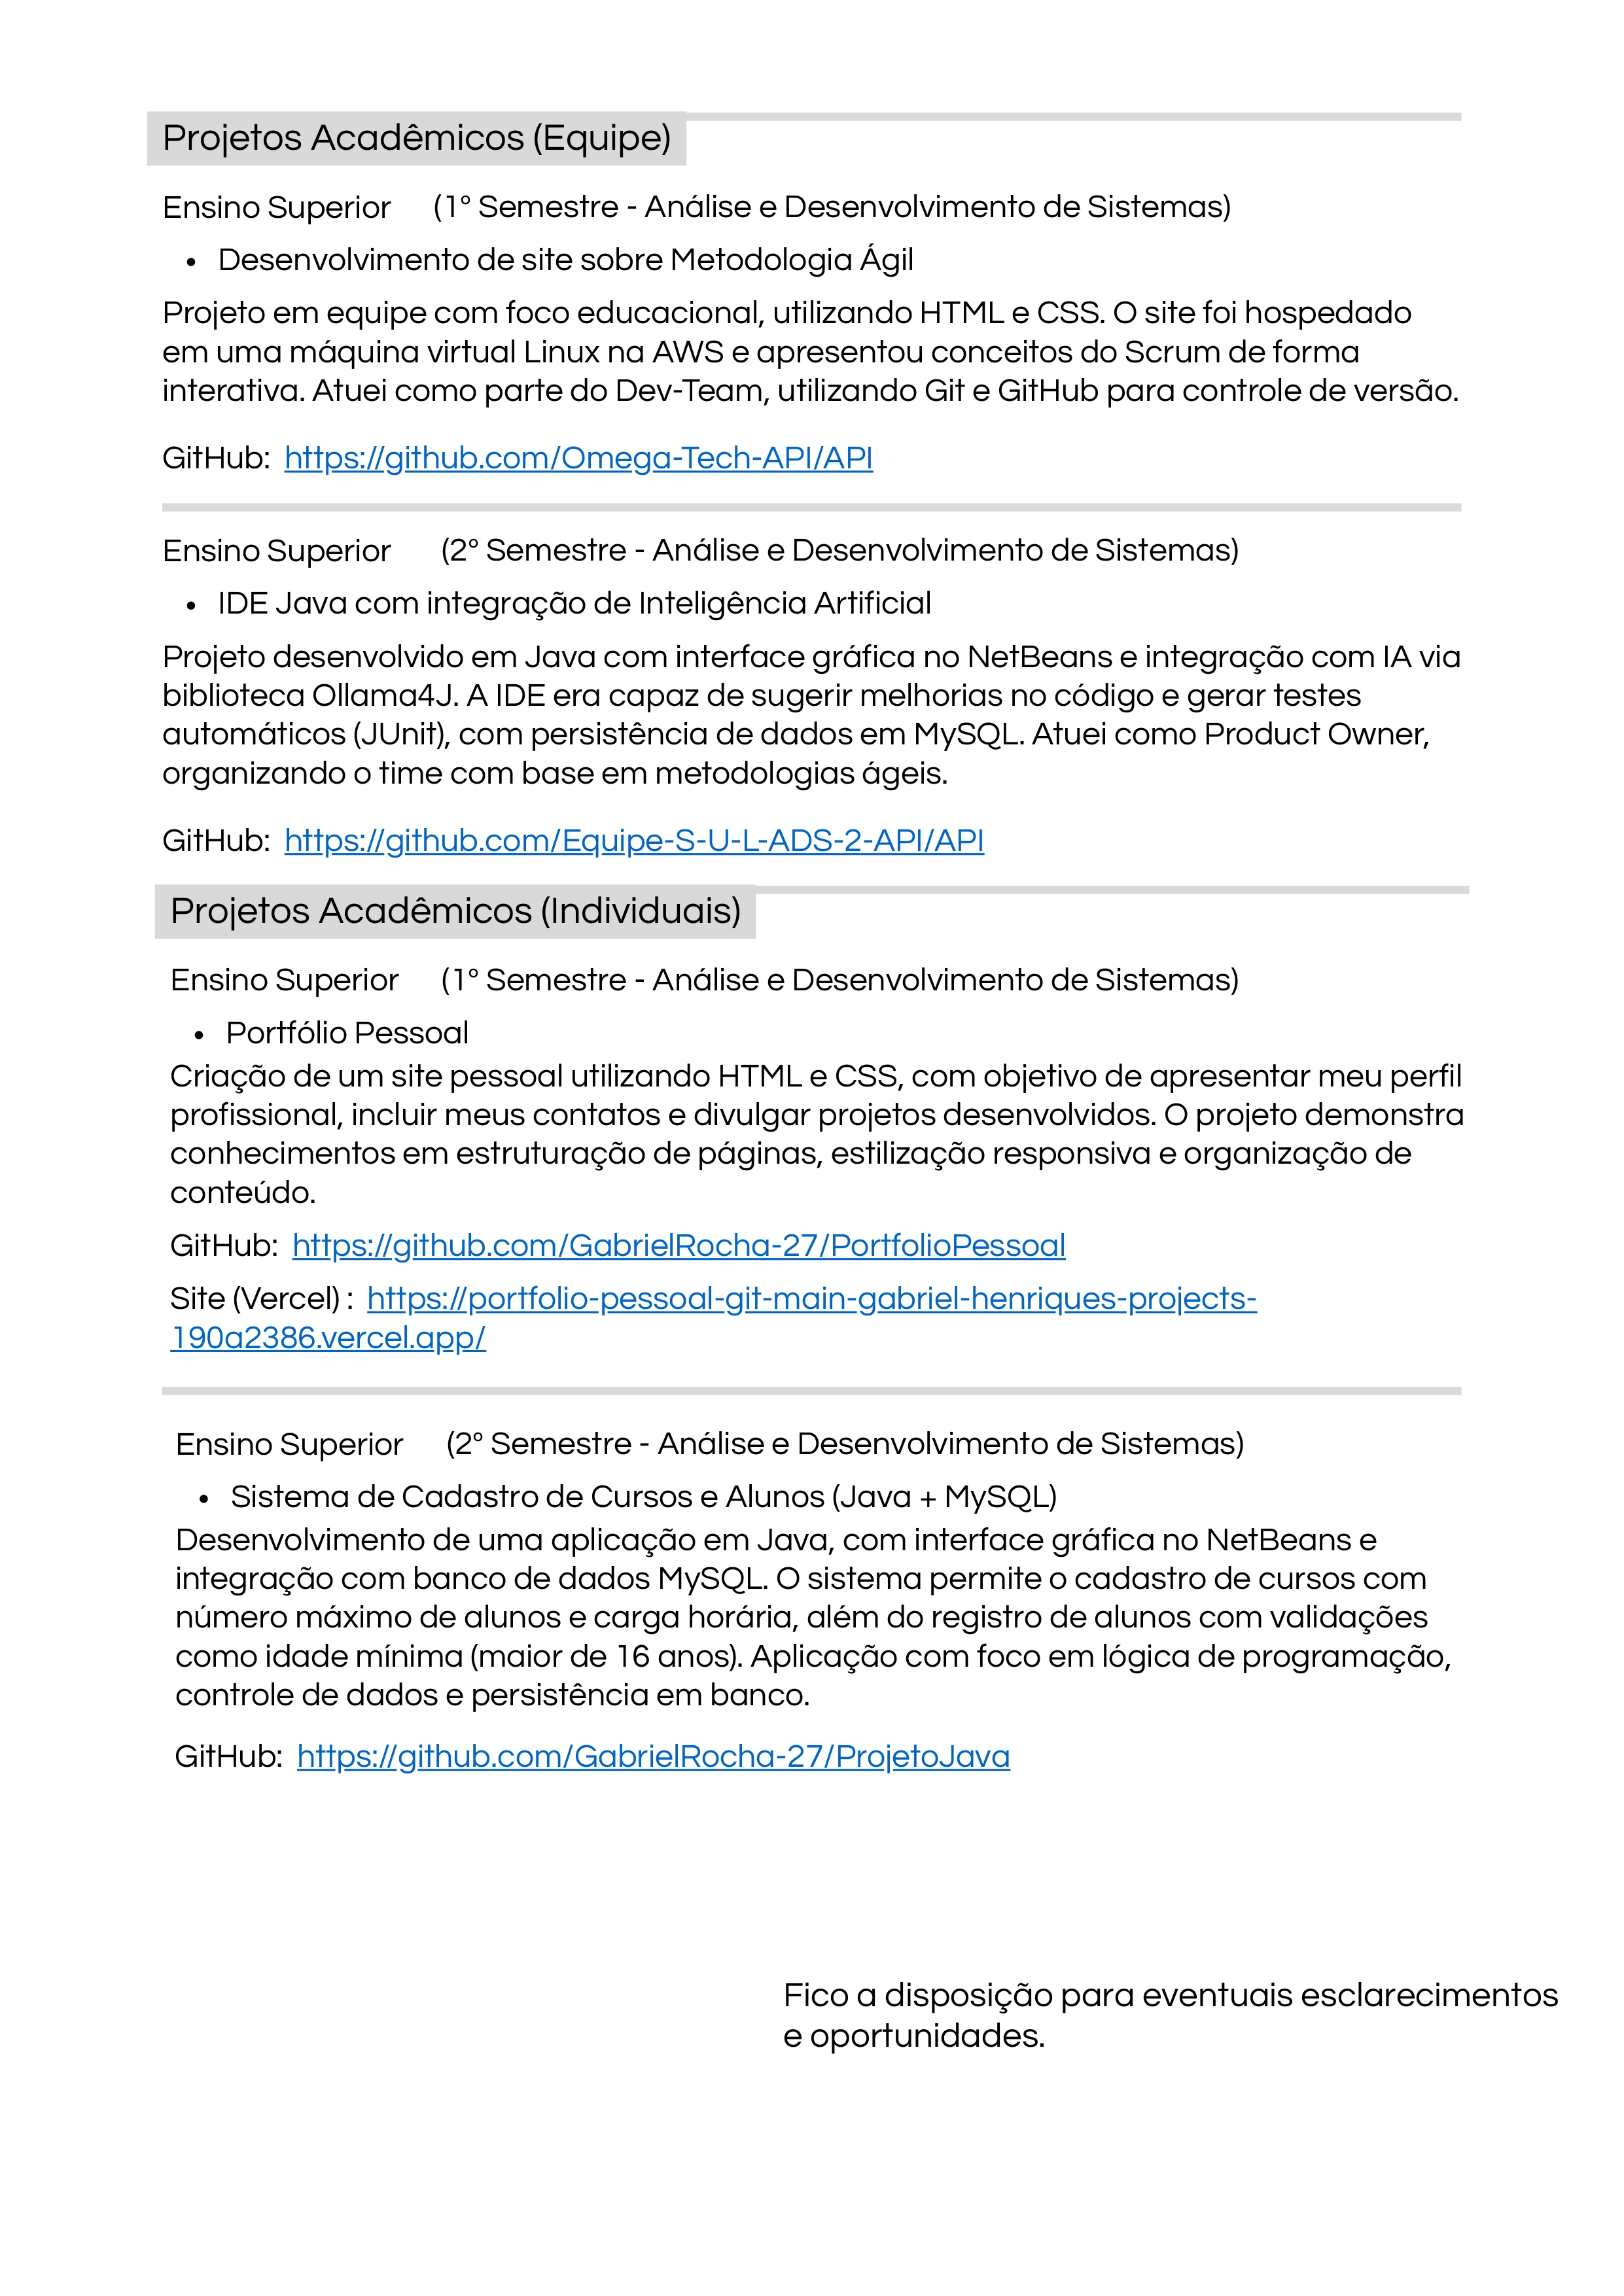 Projetos Acadêmicos (Equipe)
Ensino Superior (1º Semestre - Análise e Desenvolvimento de Sistemas)
• Desenvolvimento de site sobre Metodologia Ágil
Projeto em equipe com foco educacional, utilizando HTML e CSS. O site foi hospedado
em uma máquina virtual Linux na AWS e apresentou conceitos do Scrum de forma
interativa. Atuei como parte do Dev-Team, utilizando Git e GitHub para controle de versão.
GitHub: https://github.com/Omega-Tech-API/API
Ensino Superior (2º Semestre - Análise e Desenvolvimento de Sistemas)
• IDE Java com integração de Inteligência Artificial
Projeto desenvolvido em Java com interface gráfica no NetBeans e integração com IA via
biblioteca Ollama4J. A IDE era capaz de sugerir melhorias no código e gerar testes
automáticos (JUnit), com persistência de dados em MySQL. Atuei como Product Owner,
organizando o time com base em metodologias ágeis.
GitHub: https://github.com/Equipe-S-U-L-ADS-2-API/API
Projetos Acadêmicos (Individuais)
Ensino Superior (1º Semestre - Análise e Desenvolvimento de Sistemas)
• Portfólio Pessoal
Criação de um site pessoal utilizando HTML e CSS, com objetivo de apresentar meu perfil
profissional, incluir meus contatos e divulgar projetos desenvolvidos. O projeto demonstra
conhecimentos em estruturação de páginas, estilização responsiva e organização de
conteúdo.
GitHub: https://github.com/GabrielRocha-27/PortfolioPessoal
Site (Vercel) : https://portfolio-pessoal-git-main-gabriel-henriques-projects-
190a2386.vercel.app/
Ensino Superior (2º Semestre - Análise e Desenvolvimento de Sistemas)
• Sistema de Cadastro de Cursos e Alunos (Java + MySQL)
Desenvolvimento de uma aplicação em Java, com interface gráfica no NetBeans e
integração com banco de dados MySQL. O sistema permite o cadastro de cursos com
número máximo de alunos e carga horária, além do registro de alunos com validações
como idade mínima (maior de 16 anos). Aplicação com foco em lógica de programação,
controle de dados e persistência em banco.
GitHub: https://github.com/GabrielRocha-27/ProjetoJava
Fico a disposição para eventuais esclarecimentos
e oportunidades.